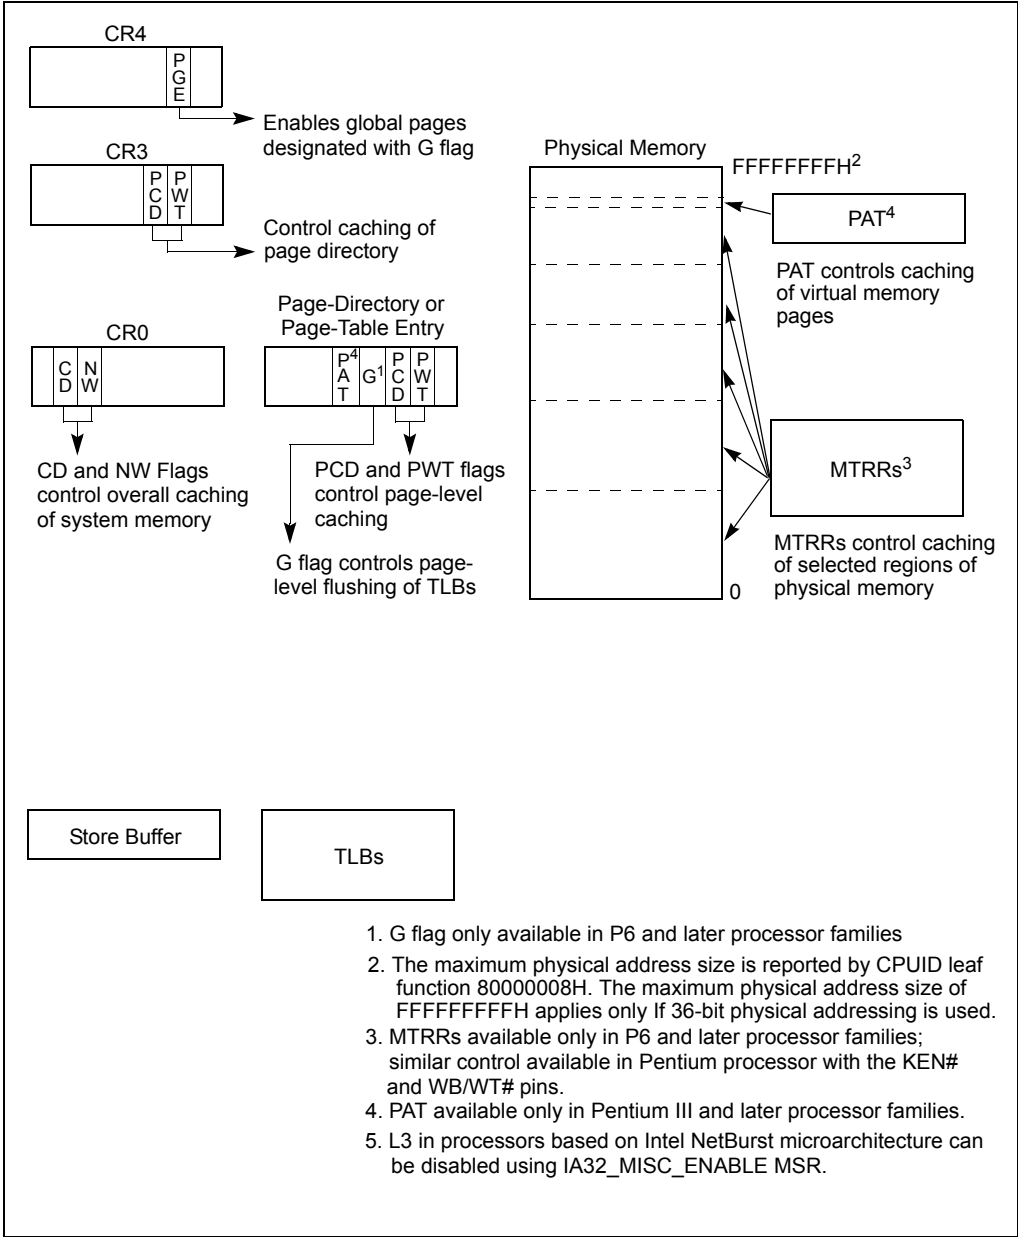 CR4
PGE
Enables global pages
designated with G flag
CR3
PCD PWT
Control caching of
page directory
CR0
CD NW
CD and NW Flags
control overall caching
of system memory
Page-Directory or
Page-Table Entry
PAT⁴ G¹ PCD PWT
PCD and PWT flags
control page-level
caching
G flag controls page-
level flushing of TLBs
Physical Memory
FFFFFFFFH²
PAT⁴
PAT controls caching
of virtual memory
pages
MTRRs³
MTRRs control caching
of selected regions of
physical memory
0
Store Buffer
TLBs
1. G flag only available in P6 and later processor families
2. The maximum physical address size is reported by CPUID leaf
function 80000008H. The maximum physical address size of
FFFFFFFFFH applies only If 36-bit physical addressing is used.
3. MTRRs available only in P6 and later processor families;
similar control available in Pentium processor with the KEN#
and WB/WT# pins.
4. PAT available only in Pentium III and later processor families.
5. L3 in processors based on Intel NetBurst microarchitecture can
be disabled using IA32_MISC_ENABLE MSR.